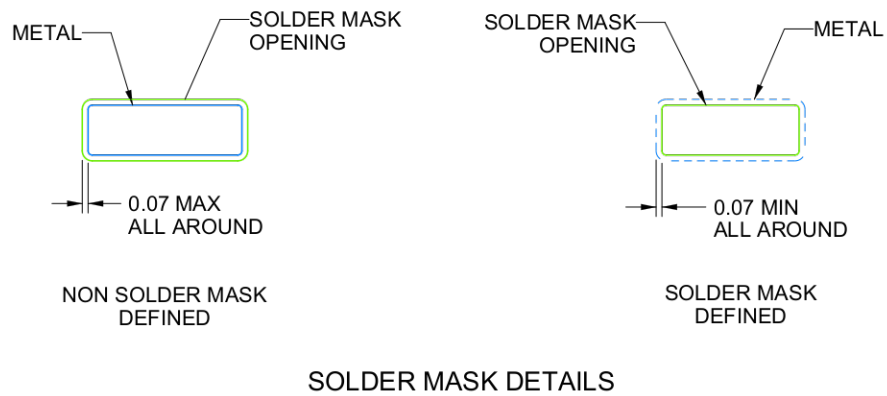 METAL
SOLDER MASK
OPENING
0.07 MAX
ALL AROUND
NON SOLDER MASK
DEFINED
SOLDER MASK
OPENING
METAL
0.07 MIN
ALL AROUND
SOLDER MASK
DEFINED
SOLDER MASK DETAILS